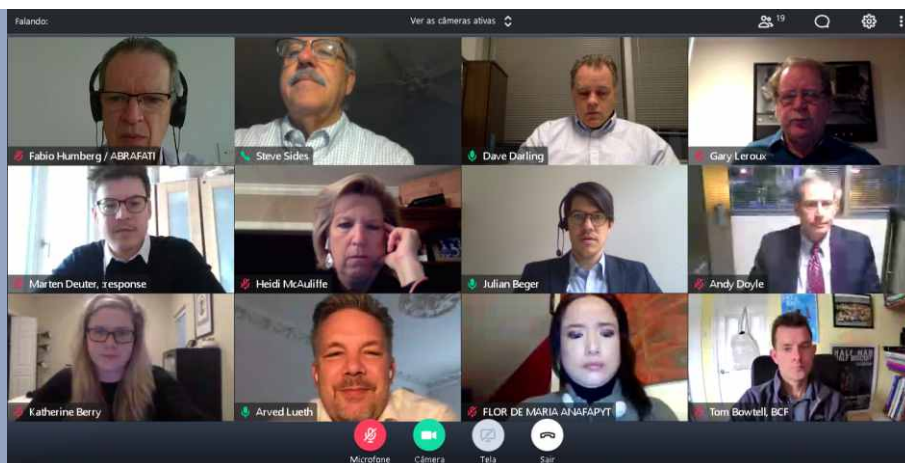 Falando:
Ver as câmeras ativas
19
Fabio Humberg / ABRAFATI
Steve Sides
Dave Darling
Gary Leroux
Marten Deuter, :response
Heidi McAuliffe
Julian Beger
Andy Doyle
Katherine Berry
Arved Lueth
FLOR DE MARIA ANAFAPYT
Tom Bowtell, BCF
Microfone
Câmera
Tela
Sair